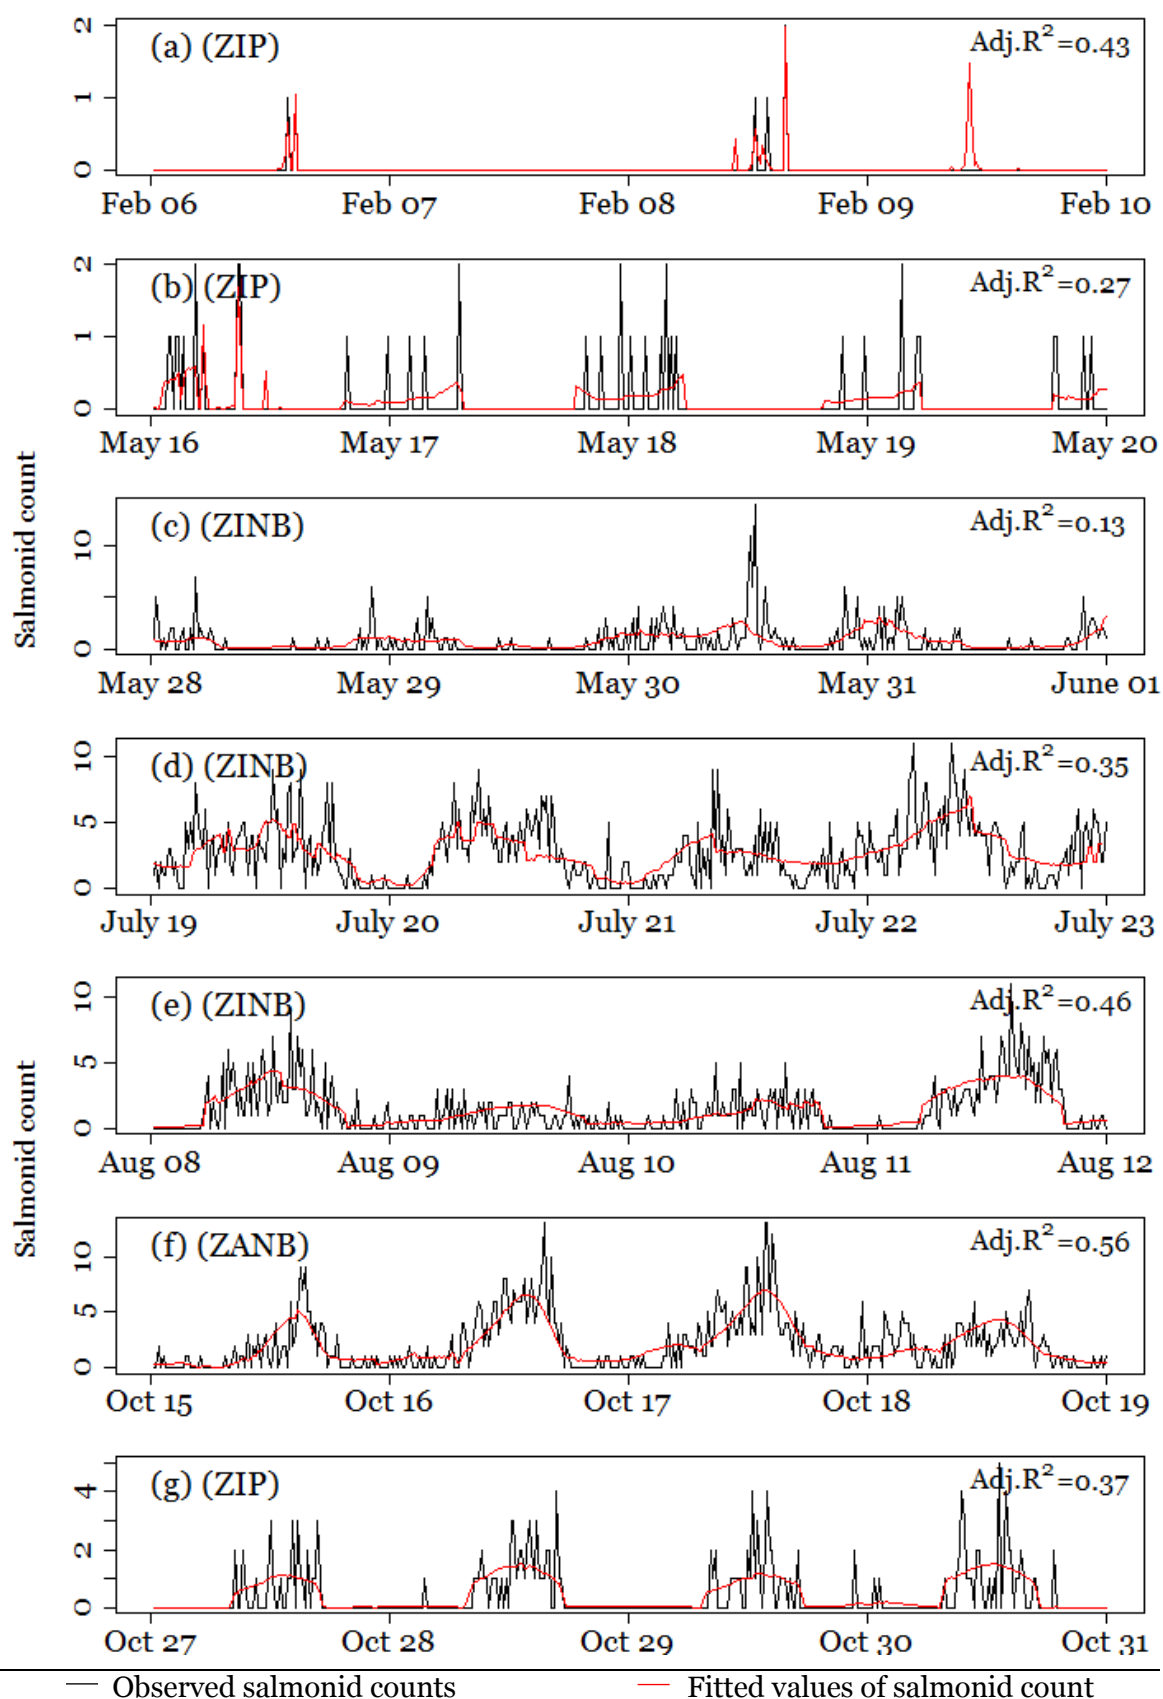 (a) (ZIP) Adj.R²=0.43
2
1
0
Feb 06 Feb 07 Feb 08 Feb 09 Feb 10
(b) (ZIP) Adj.R²=0.27
2
1
0
May 16 May 17 May 18 May 19 May 20
Salmonid count
(c) (ZINB) Adj.R²=0.13
10
0
May 28 May 29 May 30 May 31 June 01
(d) (ZINB) Adj.R²=0.35
10
5
0
July 19 July 20 July 21 July 22 July 23
(e) (ZINB) Adj.R²=0.46
10
5
0
Aug 08 Aug 09 Aug 10 Aug 11 Aug 12
Salmonid count
(f) (ZANB) Adj.R²=0.56
10
5
0
Oct 15 Oct 16 Oct 17 Oct 18 Oct 19
(g) (ZIP) Adj.R²=0.37
4
2
0
Oct 27 Oct 28 Oct 29 Oct 30 Oct 31
Observed salmonid counts Fitted values of salmonid count